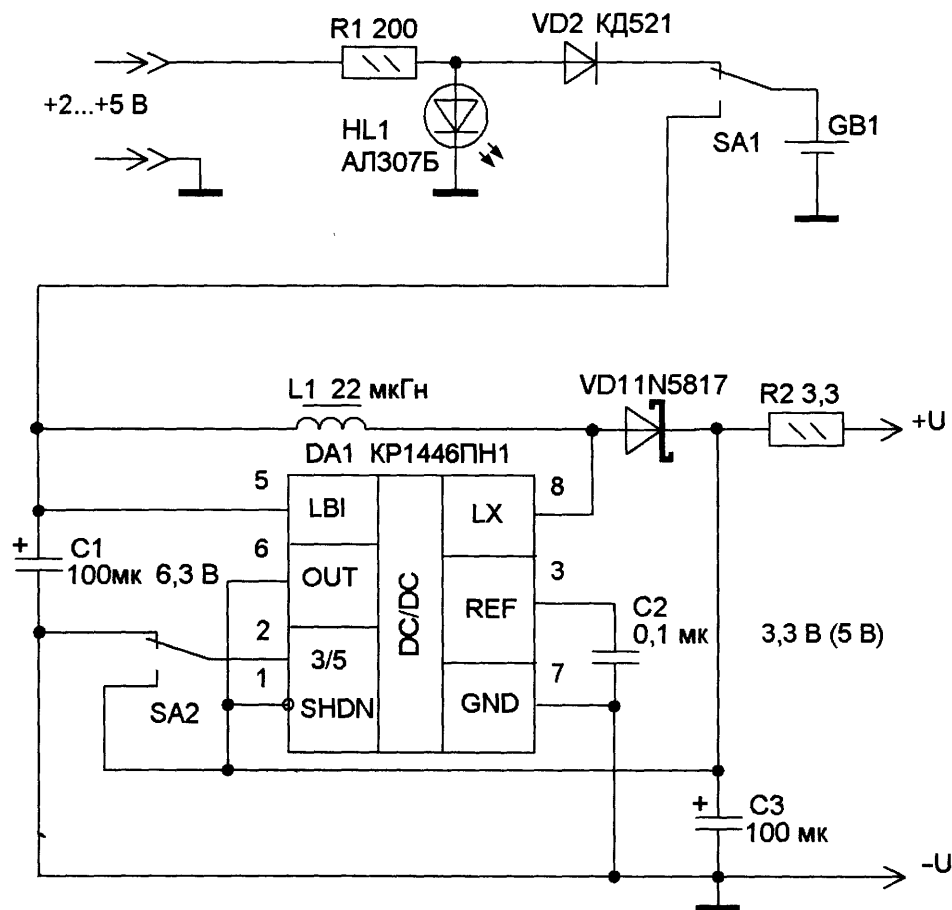 R1 200
VD2 КД521
+2...+5 В
HL1
АЛ307Б
SA1
GB1
L1 22 мкГн
VD11N5817
R2 3,3
+U
DA1 КР1446ПН1
5
LBI
LX
8
+
C1
100мк 6,3 В
6
OUT
DC/DC
REF
3
C2
0,1 мк
3,3 В (5 В)
2
3/5
1
SHDN
GND
7
SA2
+
C3
100 мк
–U